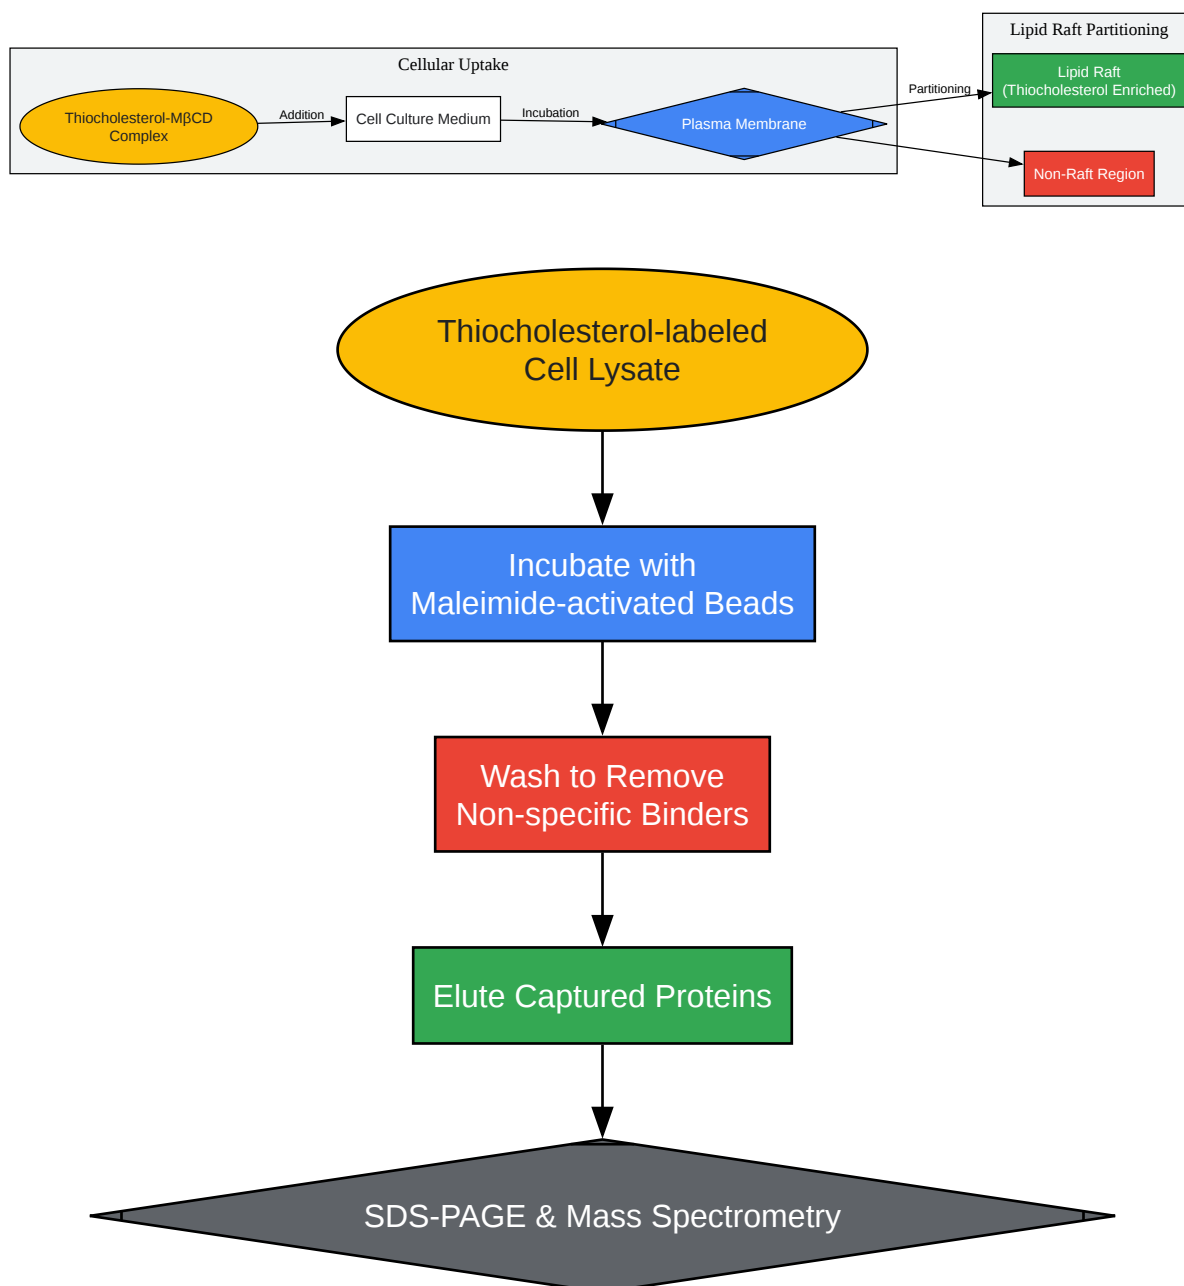 Lipid Raft Partitioning
Cellular Uptake
Thiocholesterol-MβCD
Complex
Addition
Cell Culture Medium
Incubation
Plasma Membrane
Partitioning
Lipid Raft
(Thiocholesterol Enriched)
Non-Raft Region
Thiocholesterol-labeled
Cell Lysate
Incubate with
Maleimide-activated Beads
Wash to Remove
Non-specific Binders
Elute Captured Proteins
SDS-PAGE & Mass Spectrometry